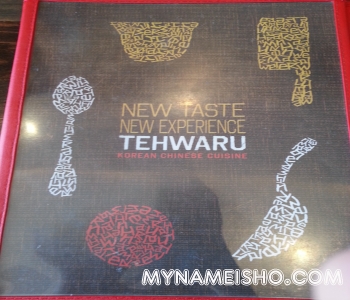 NEW TASTE
NEW EXPERIENCE
TEHWARU
KOREAN CHINESE CUISINE
MYNAMEISHO.COM